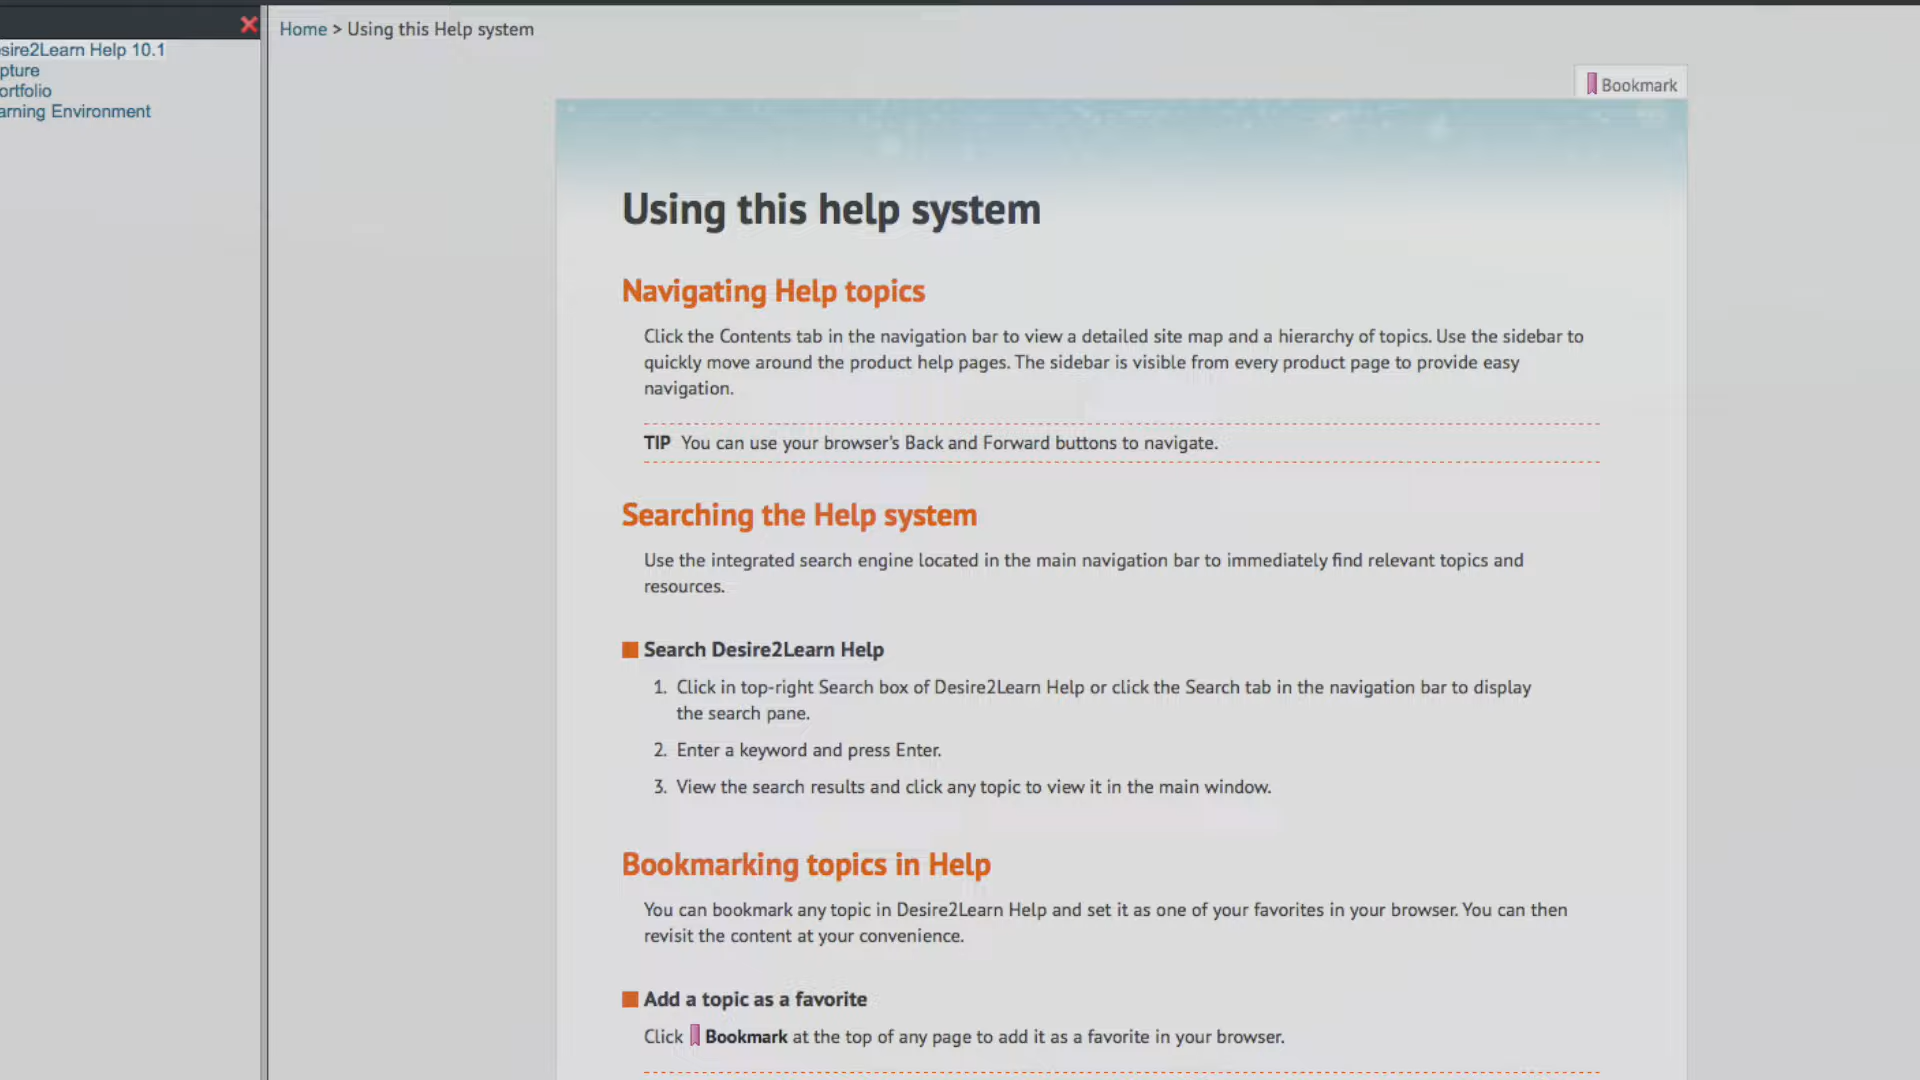 Home > Using this Help system
esire2Learn Help 10.1
pture
ortfolio
arning Environment
Bookmark
Using this help system
Navigating Help topics
Click the Contents tab in the navigation bar to view a detailed site map and a hierarchy of topics. Use the sidebar to
quickly move around the product help pages. The sidebar is visible from every product page to provide easy
navigation.
TIP You can use your browser's Back and Forward buttons to navigate.
Searching the Help system
Use the integrated search engine located in the main navigation bar to immediately find relevant topics and
resources.
Search Desire2Learn Help
1. Click in top-right Search box of Desire2Learn Help or click the Search tab in the navigation bar to display
the search pane.
2. Enter a keyword and press Enter.
3. View the search results and click any topic to view it in the main window.
Bookmarking topics in Help
You can bookmark any topic in Desire2Learn Help and set it as one of your favorites in your browser. You can then
revisit the content at your convenience.
Add a topic as a favorite
Click Bookmark at the top of any page to add it as a favorite in your browser.